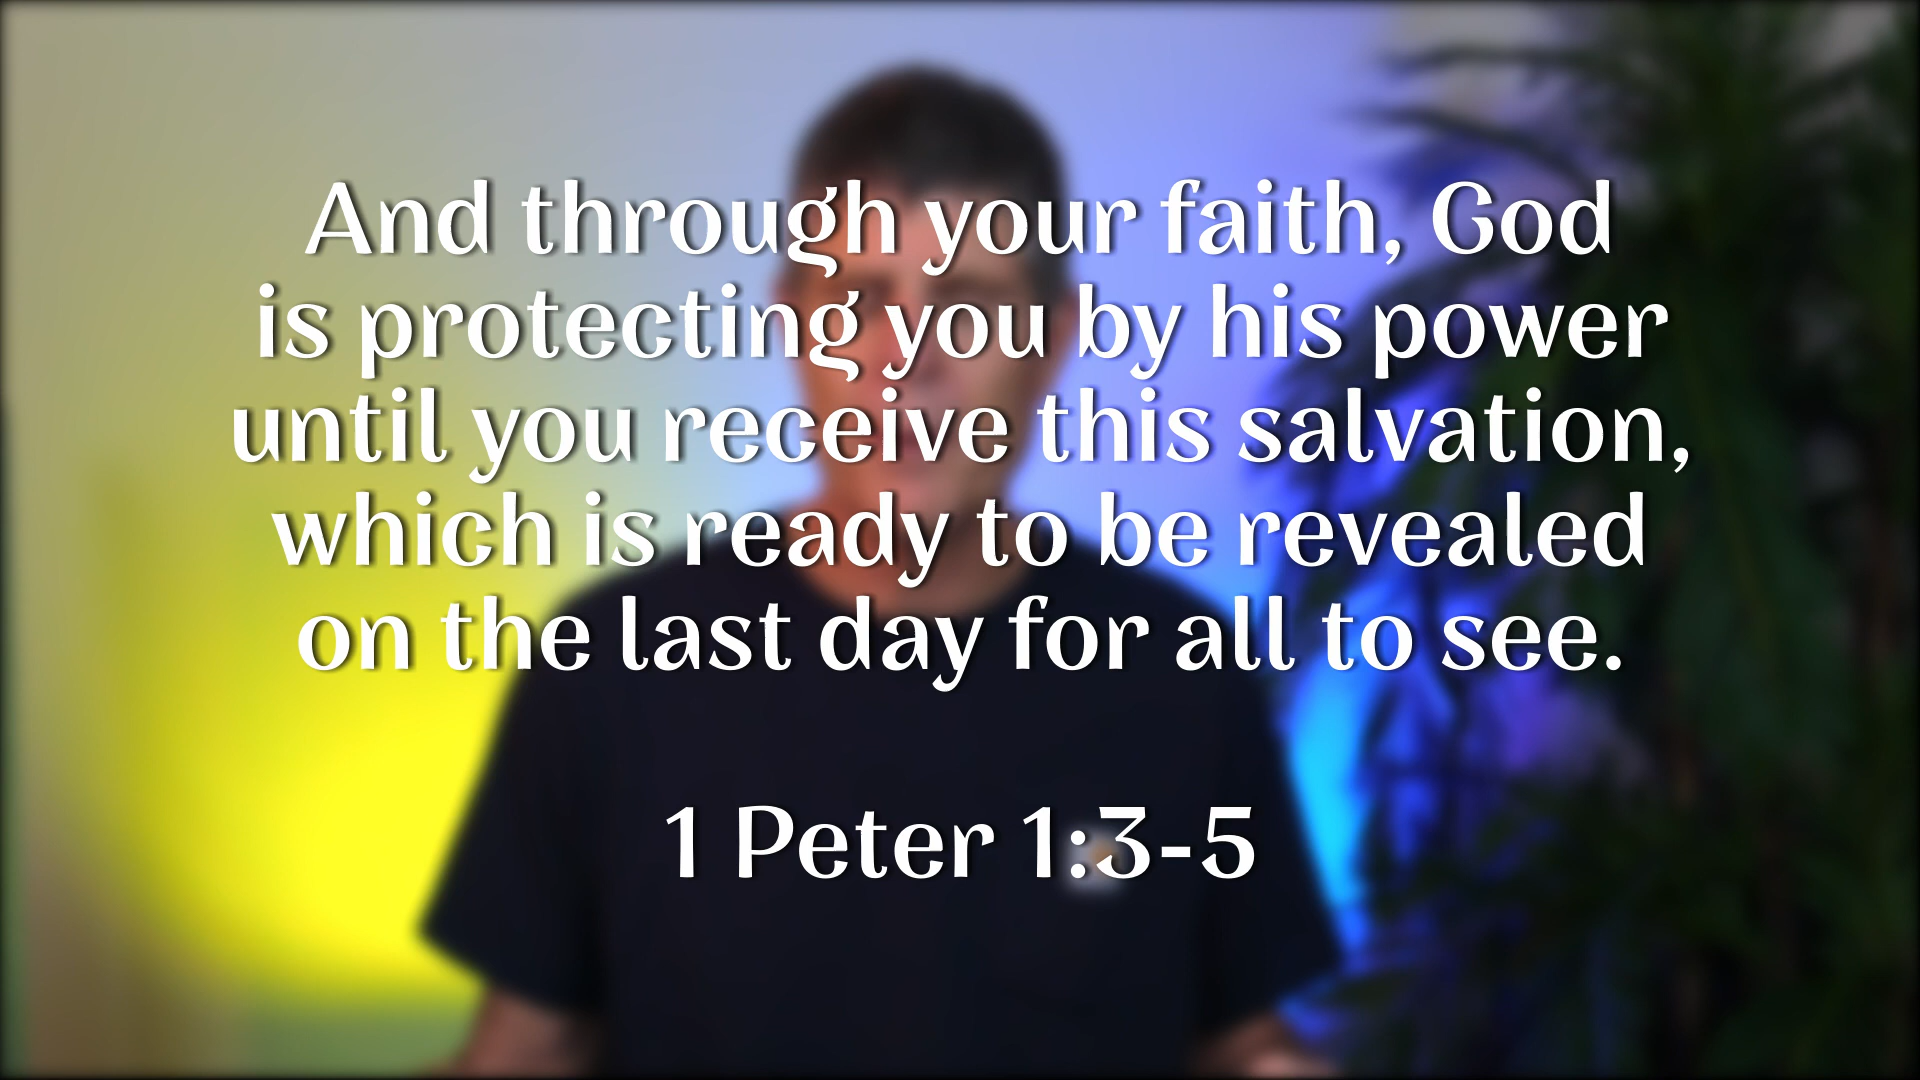 And through your faith, God
is protecting you by his power
until you receive this salvation,
which is ready to be revealed
on the last day for all to see.
1 Peter 1:3-5